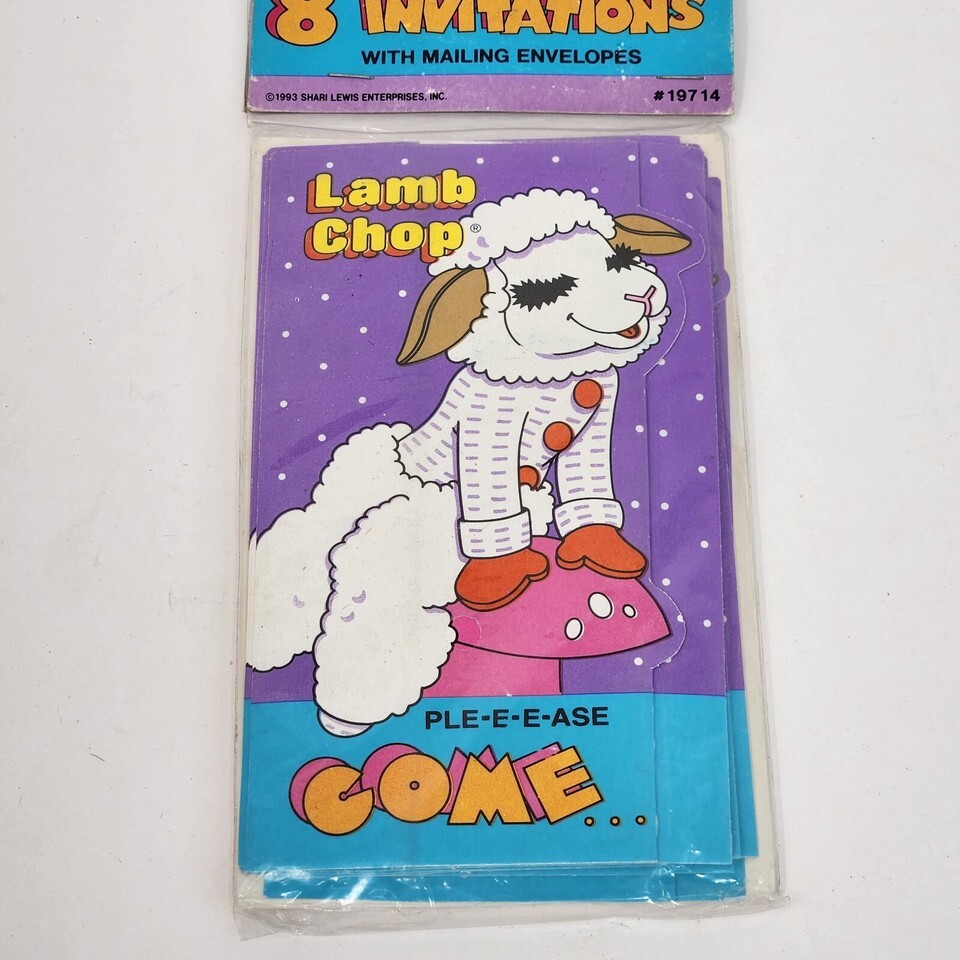 8 INVITATIONS
WITH MAILING ENVELOPES
©1993 SHARI LEWIS ENTERPRISES, INC.
#19714
Lamb
Chop®
PLE-E-E-ASE
COME...